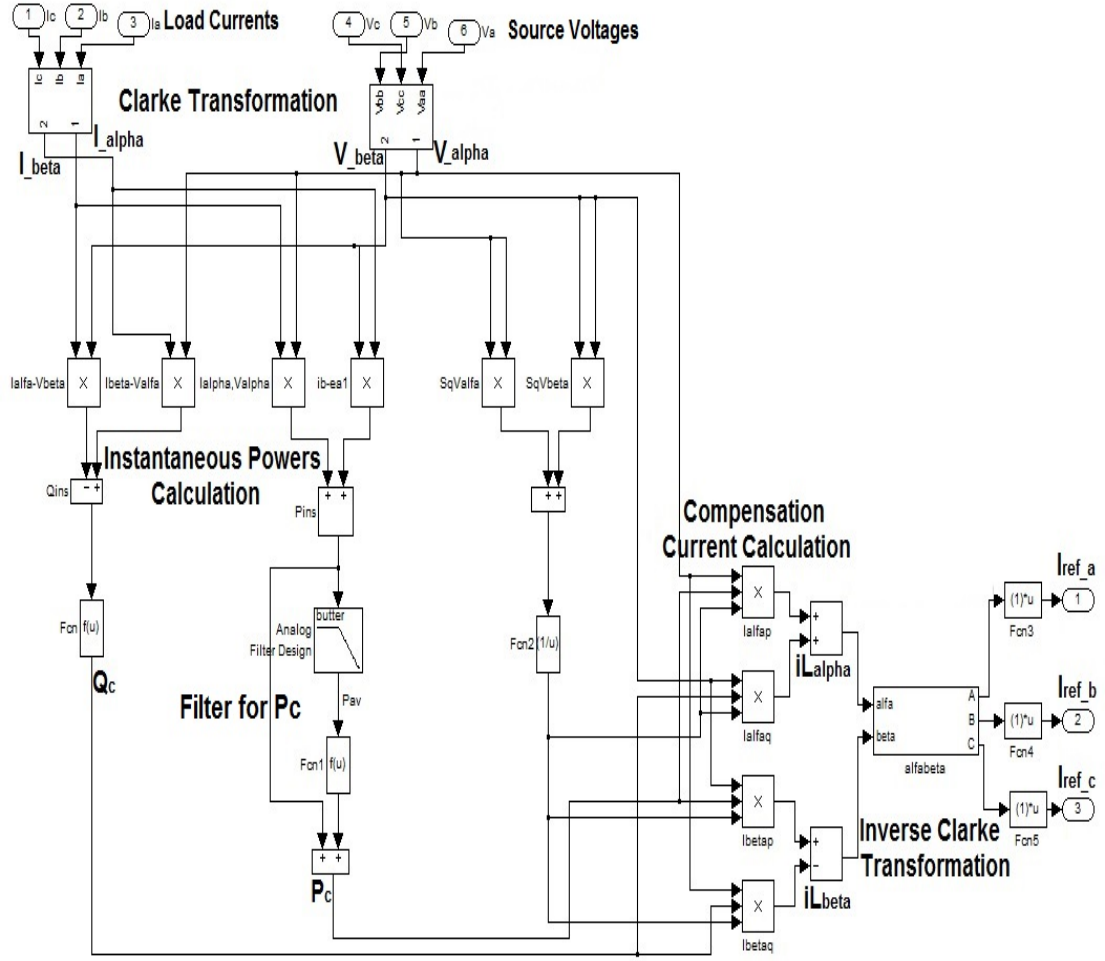 1 Ic 2 Ib 3 Ia Load Currents
4 Vc 5 Vb 6 Va Source Voltages
Ic Ib Ia
2 1
Clarke Transformation
Vbb Vcc Vaa
2 1
I_alpha
I_beta
V_beta V_alpha
Ialfa-Vbeta X
Ibeta-Valfa X
Ialpha,Valpha X
ib-ea1 X
SqValfa X
SqVbeta X
Instantaneous Powers
Calculation
Qins - +
Pins + +
+ +
Compensation
Current Calculation
Fcn f(u)
Qc
butter
Analog
Filter Design
Filter for Pc
Pav
Fcn1 f(u)
+ +
Pc
Fcn2 (1/u)
X
Ialfap
X
Ialfaq
X
Ibetap
X
Ibetaq
+
+
iLalpha
+
-
iLbeta
alfa
beta
A
B
C
alfabeta
Inverse Clarke
Transformation
Iref_a
(1)*u 1
Fcn3
Iref_b
(1)*u 2
Fcn4
Iref_c
(1)*u 3
Fcn5